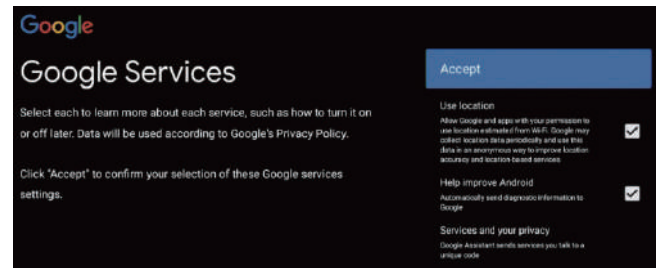 Google
Google Services
Select each to learn more about each service, such as how to turn it on
or off later. Data will be used according to Google's Privacy Policy.
Click "Accept" to confirm your selection of these Google services
settings.
Accept
Use location
Allow Google and apps with your permission to
use location estimated from Wi-Fi. Google may
collect location data periodically and use this
data in an anonymous way to improve location
accuracy and location-based services
Help improve Android
Automatically send diagnostic information to
Google
Services and your privacy
Google Assistant sends services you talk to a
unique code